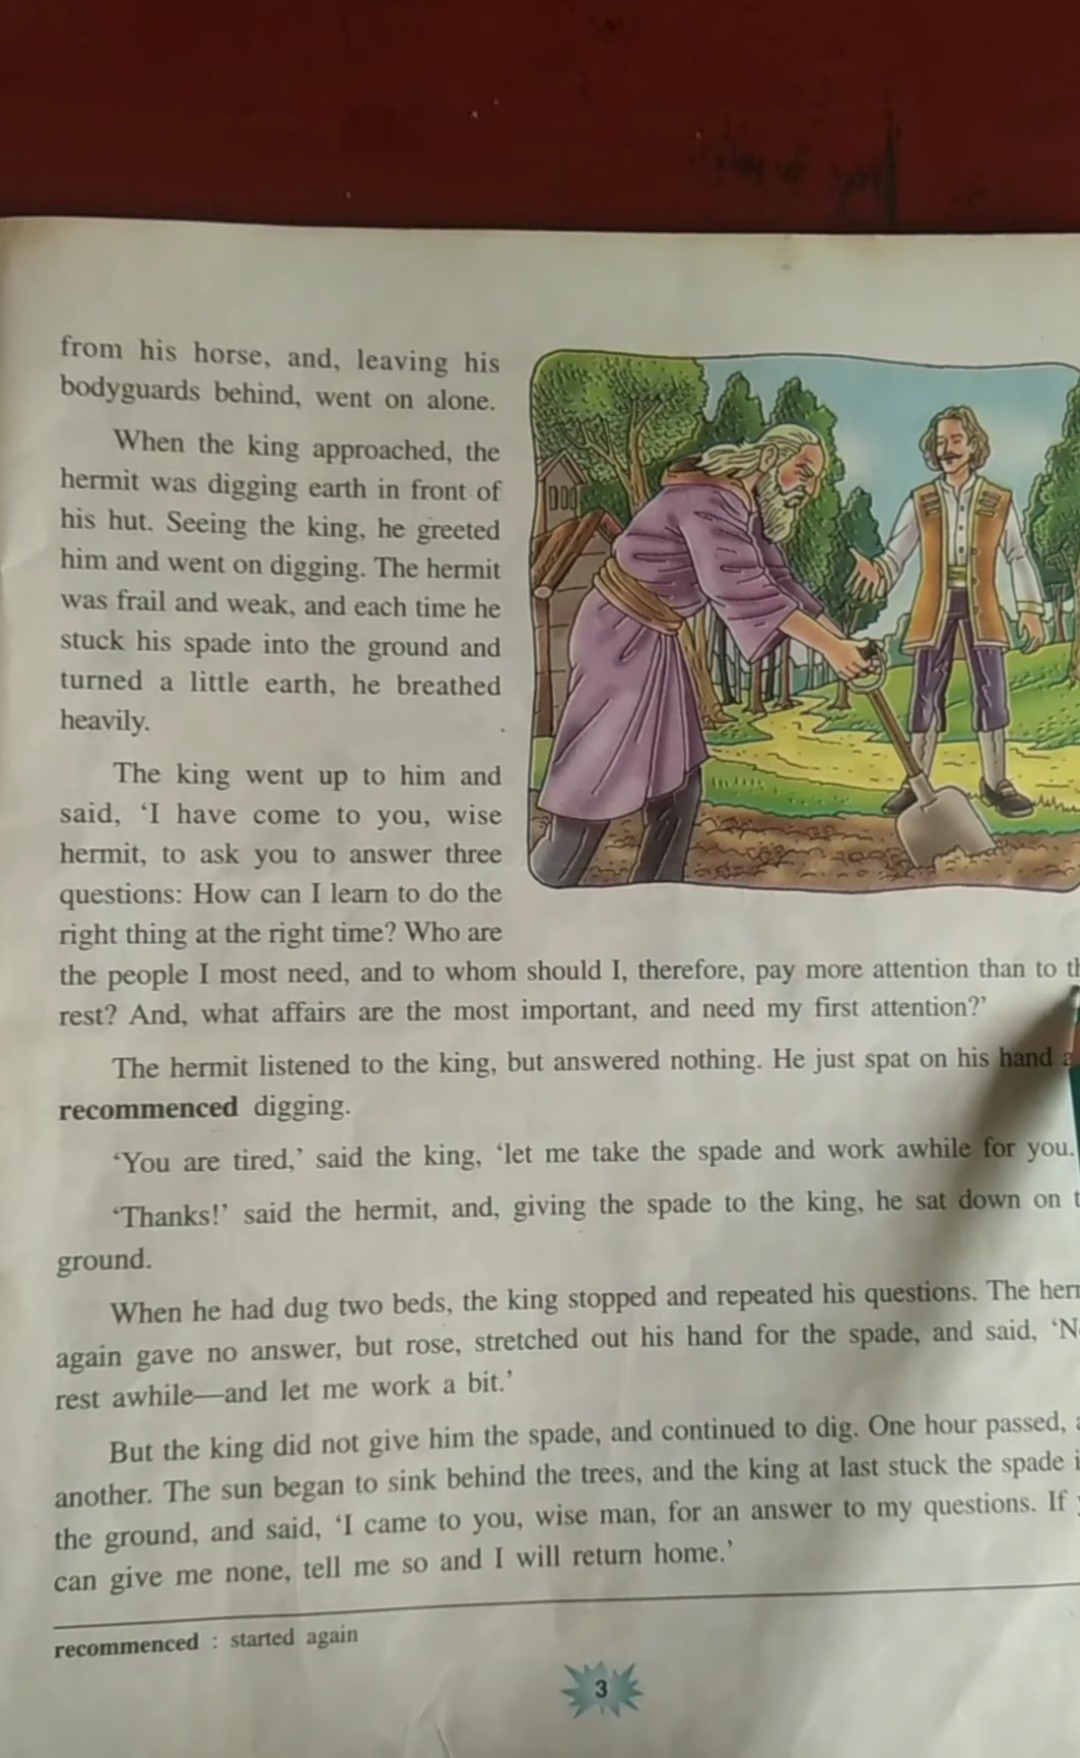 from his horse, and, leaving his
bodyguards behind, went on alone.
When the king approached, the
hermit was digging earth in front of
his hut. Seeing the king, he greeted
him and went on digging. The hermit
was frail and weak, and each time he
stuck his spade into the ground and
turned a little earth, he breathed
heavily.
The king went up to him and
said, ‘I have come to you, wise
hermit, to ask you to answer three
questions: How can I learn to do the
right thing at the right time? Who are
the people I most need, and to whom should I, therefore, pay more attention than to
rest? And, what affairs are the most important, and need my first attention?’
The hermit listened to the king, but answered nothing. He just spat on his hand
recommenced digging.
‘You are tired,’ said the king, ‘let me take the spade and work awhile for you.
‘Thanks!’ said the hermit, and, giving the spade to the king, he sat down on
ground.
When he had dug two beds, the king stopped and repeated his questions. The
again gave no answer, but rose, stretched out his hand for the spade, and said,
rest awhile—and let me work a bit.’
But the king did not give him the spade, and continued to dig. One hour passed,
another. The sun began to sink behind the trees, and the king at last stuck the spade
the ground, and said, ‘I came to you, wise man, for an answer to my questions. If
can give me none, tell me so and I will return home.’
recommenced : started again
3